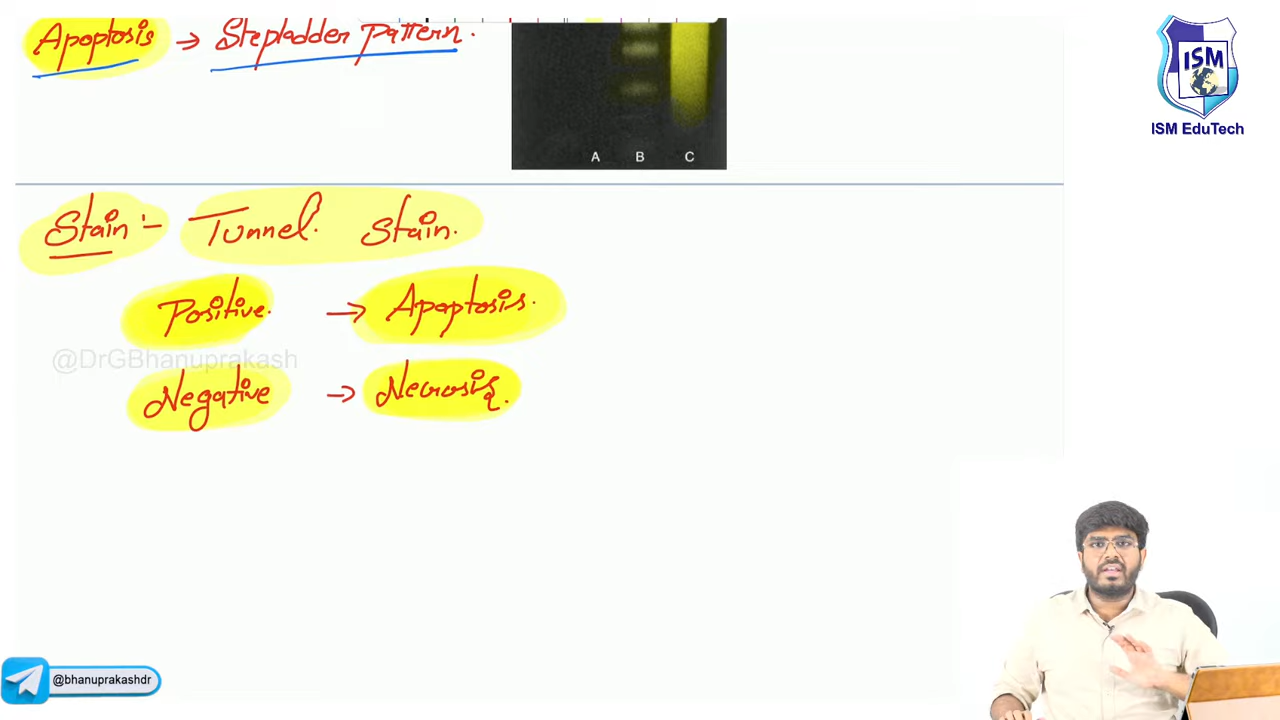 Apoptosis → Stepladder Pattern.
A B C
ISM
ISM EduTech
Stain :- Tunnel Stain.
Positive. → Apoptosis.
@DrGBhanuprakash
Negative → Necrosis.
@bhanuprakashdr